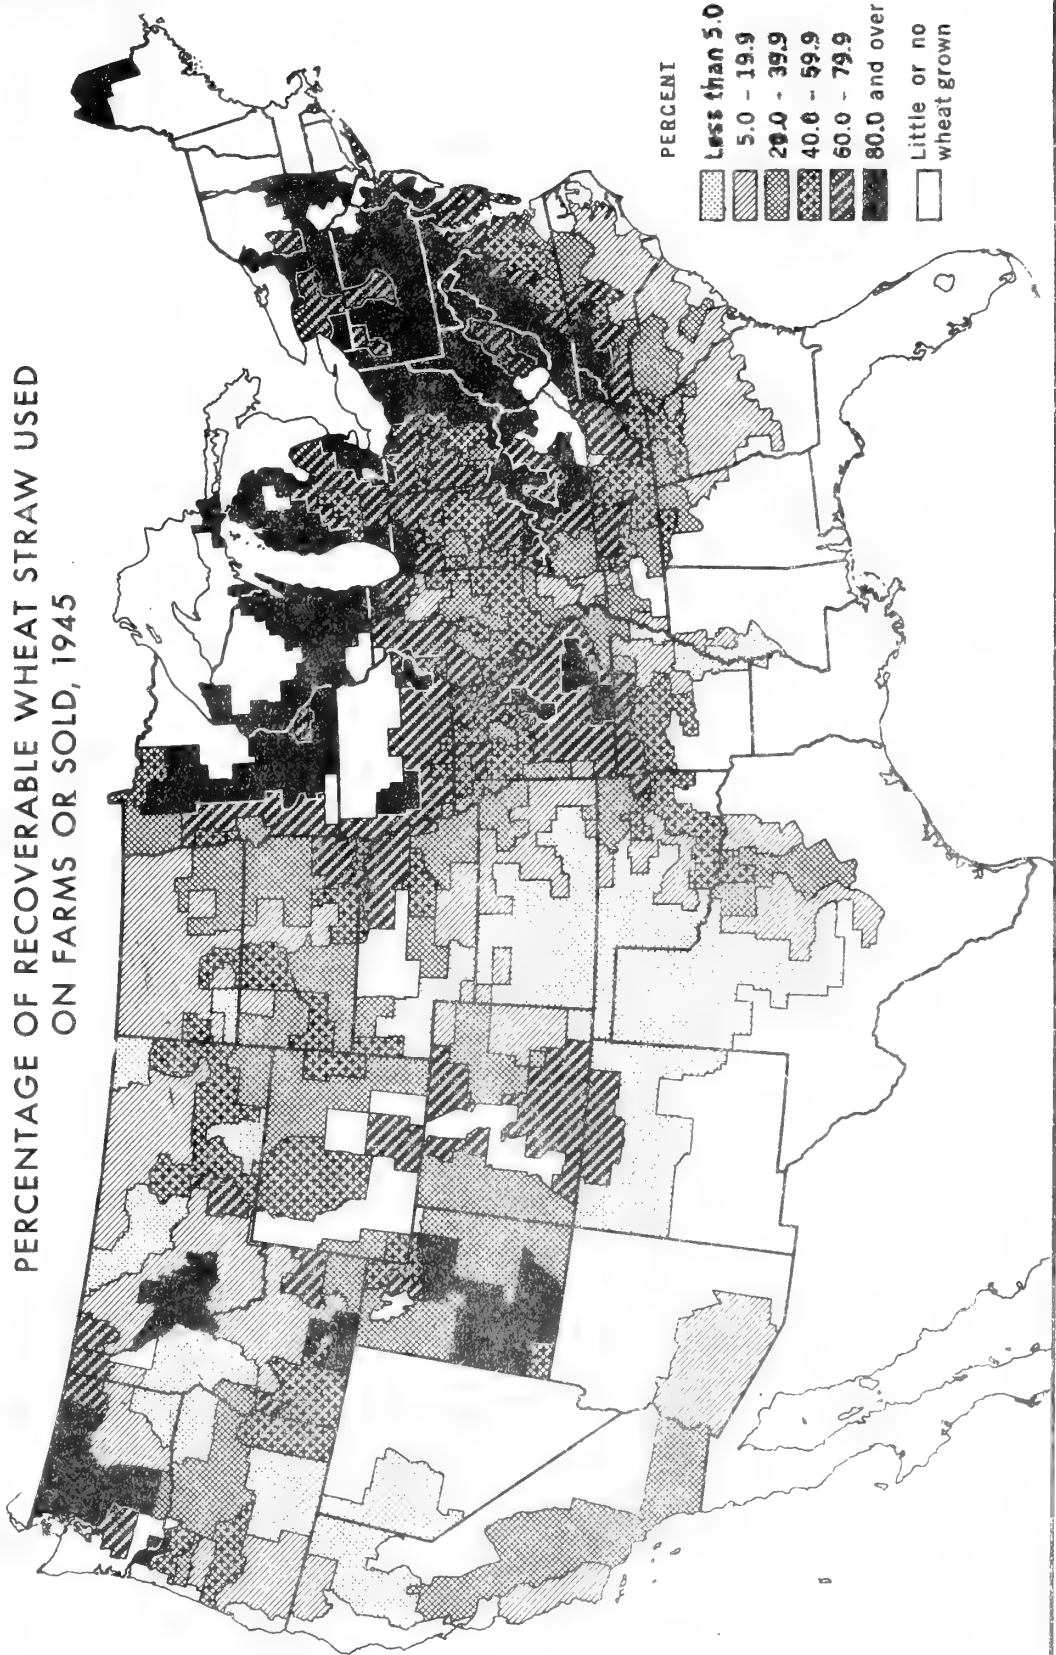 PERCENTAGE OF RECOVERABLE WHEAT STRAW USED
ON FARMS OR SOLD, 1945
PERCENT
Less than 5.0
5.0 - 19.9
20.0 - 39.9
40.0 - 59.9
60.0 - 79.9
80.0 and over
Little or no
wheat grown